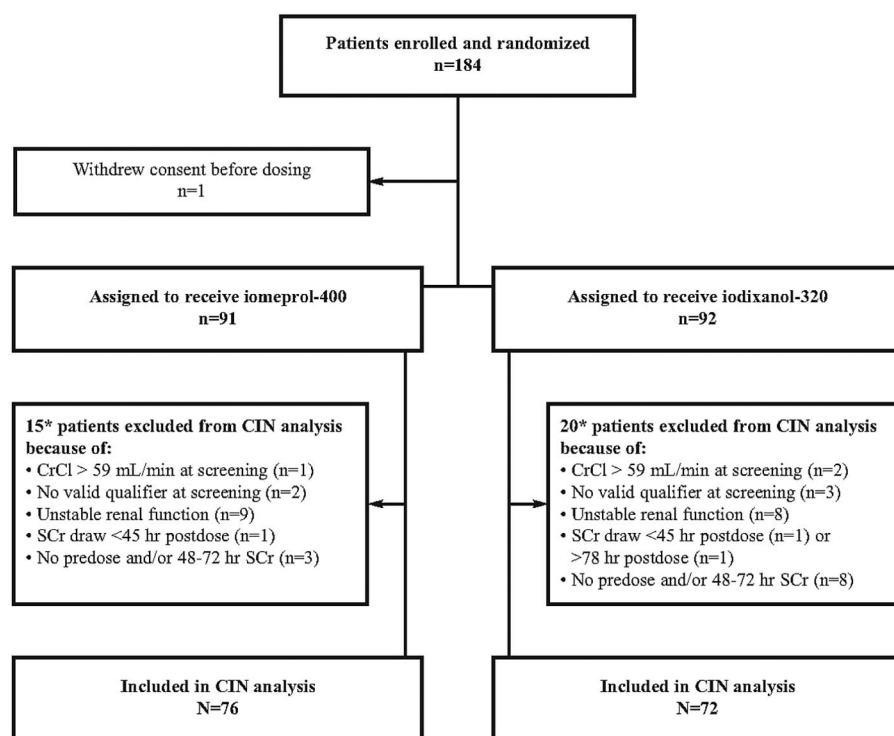 Patients enrolled and randomized
n=184
Withdrew consent before dosing
n=1
Assigned to receive iomeprol-400
n=91
Assigned to receive iodixanol-320
n=92
15* patients excluded from CIN analysis
because of:
• CrCl > 59 mL/min at screening (n=1)
• No valid qualifier at screening (n=2)
• Unstable renal function (n=9)
• SCr draw <45 hr postdose (n=1)
• No predose and/or 48-72 hr SCr (n=3)
20* patients excluded from CIN analysis
because of:
• CrCl > 59 mL/min at screening (n=2)
• No valid qualifier at screening (n=3)
• Unstable renal function (n=8)
• SCr draw <45 hr postdose (n=1) or
>78 hr postdose (n=1)
• No predose and/or 48-72 hr SCr (n=8)
Included in CIN analysis
N=76
Included in CIN analysis
N=72